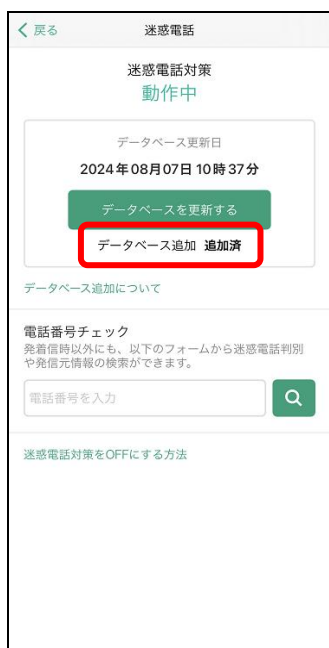 戻る 迷惑電話
迷惑電話対策
動作中
データベース更新日
2024年08月07日 10時37分
データベースを更新する
データベース追加 追加済
データベース追加について
電話番号チェック
発着信時以外にも、以下のフォームから迷惑電話判別
や発信元情報の検索ができます。
電話番号を入力
迷惑電話対策をOFFにする方法